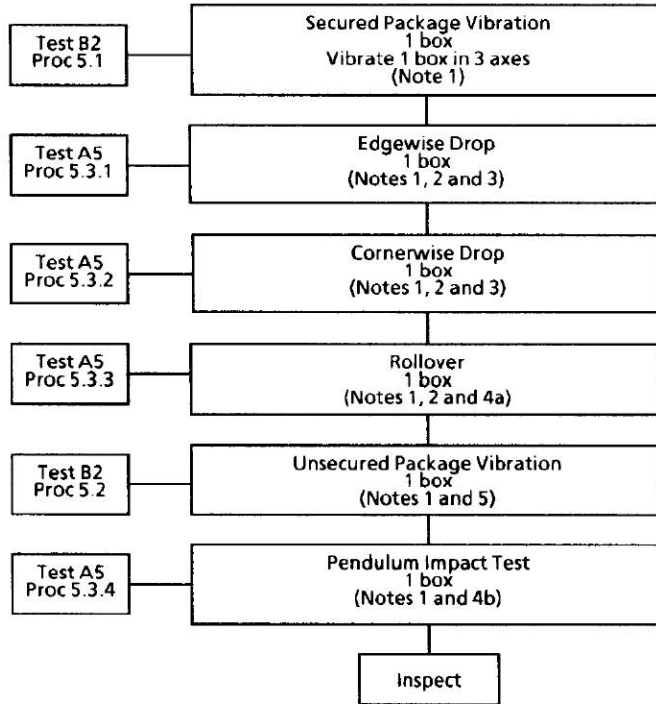 Test B2
Proc 5.1
Secured Package Vibration
1 box
Vibrate 1 box in 3 axes
(Note 1)
Test A5
Proc 5.3.1
Edgewise Drop
1 box
(Notes 1, 2 and 3)
Test A5
Proc 5.3.2
Cornerwise Drop
1 box
(Notes 1, 2 and 3)
Test A5
Proc 5.3.3
Rollover
1 box
(Notes 1, 2 and 4a)
Test B2
Proc 5.2
Unsecured Package Vibration
1 box
(Notes 1 and 5)
Test A5
Proc 5.3.4
Pendulum Impact Test
1 box
(Notes 1 and 4b)
Inspect